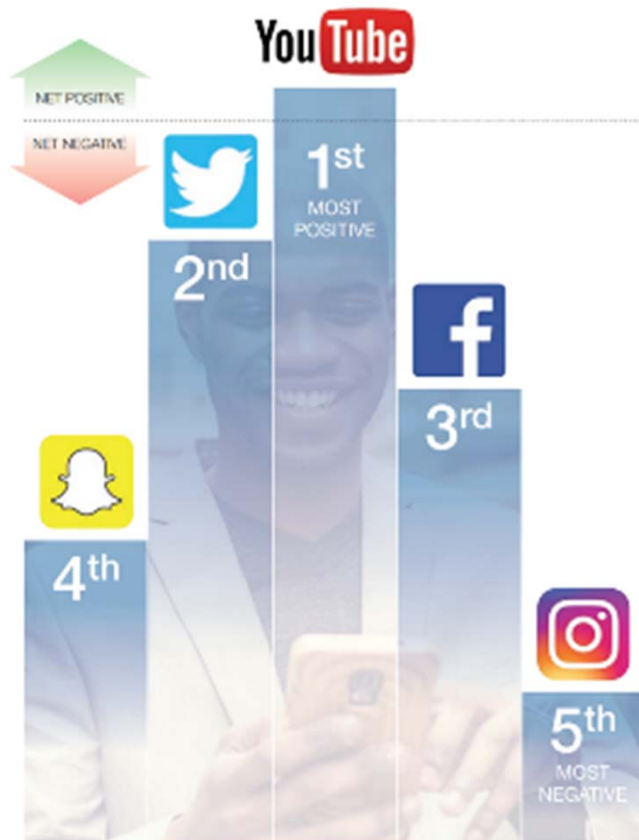 YouTube
NET POSITIVE
NET NEGATIVE
1st
MOST
POSITIVE
2nd
3rd
4th
5th
MOST
NEGATIVE